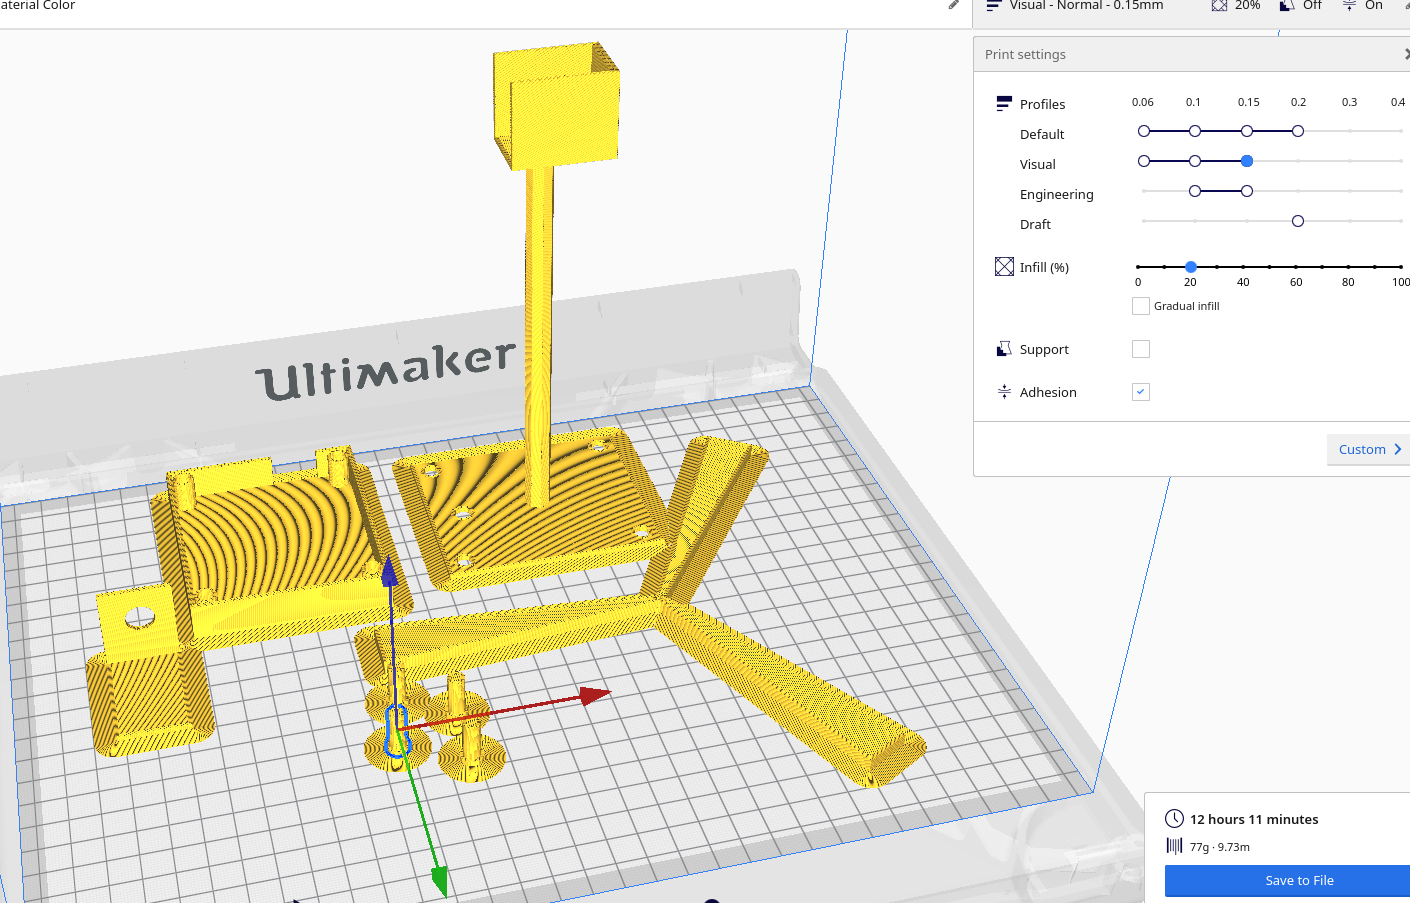 aterial Color
Visual - Normal - 0.15mm 20% Off On
Print settings
Profiles 0.06 0.1 0.15 0.2 0.3 0.4
Default
Visual
Engineering
Draft
Infill (%)
0 20 40 60 80 100
Gradual infill
Support
Adhesion
Custom
Ultimaker
12 hours 11 minutes
77g · 9.73m
Save to File